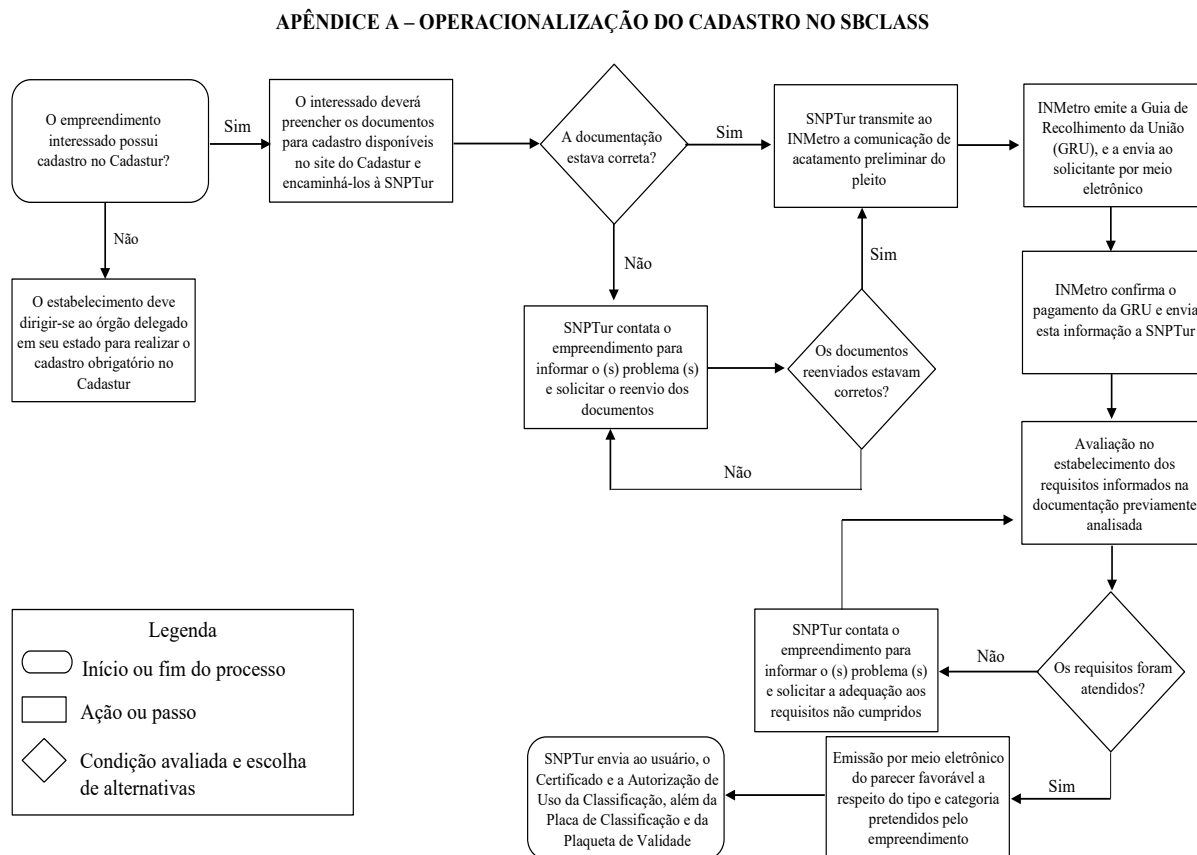 APÊNDICE A – OPERACIONALIZAÇÃO DO CADASTRO NO SBCLASS
O empreendimento
interessado possui
cadastro no Cadastur?
Sim
O interessado deverá
preencher os documentos
para cadastro disponíveis
no site do Cadastur e
encaminhá-los à SNPTur
A documentação
estava correta?
Sim
SNPTur transmite ao
INMetro a comunicação de
acatamento preliminar do
pleito
INMetro emite a Guia de
Recolhimento da União
(GRU), e a envia ao
solicitante por meio
eletrônico
Não
O estabelecimento deve
dirigir-se ao órgão delegado
em seu estado para realizar o
cadastro obrigatório no
Cadastur
Não
SNPTur contata o
empreendimento para
informar o (s) problema (s)
e solicitar o reenvio dos
documentos
Sim
Os documentos
reenviados estavam
corretos?
Não
INMetro confirma o
pagamento da GRU e envia
esta informação a SNPTur
Avaliação no
estabelecimento dos
requisitos informados na
documentação previamente
analisada
Os requisitos foram
atendidos?
Não
SNPTur contata o
empreendimento para
informar o (s) problema (s)
e solicitar a adequação aos
requisitos não cumpridos
Sim
Emissão por meio eletrônico
do parecer favorável a
respeito do tipo e categoria
pretendidos pelo
empreendimento
SNPTur envia ao usuário, o
Certificado e a Autorização de
Uso da Classificação, além da
Placa de Classificação e da
Plaqueta de Validade
Legenda
Início ou fim do processo
Ação ou passo
Condição avaliada e escolha
de alternativas